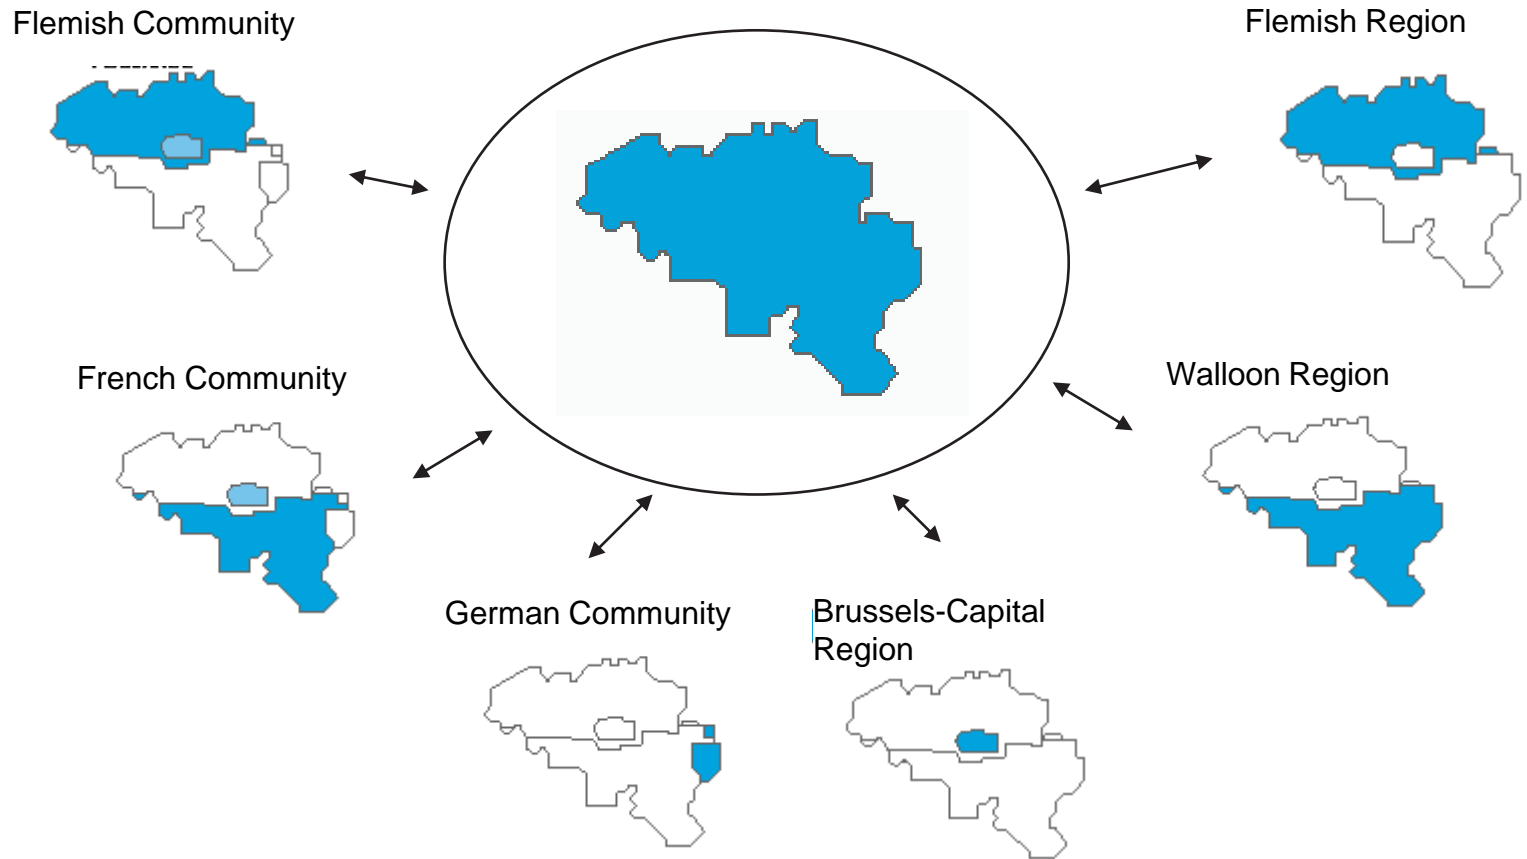 Flemish Community
Flemish Region
French Community
Walloon Region
German Community
Brussels-Capital
Region